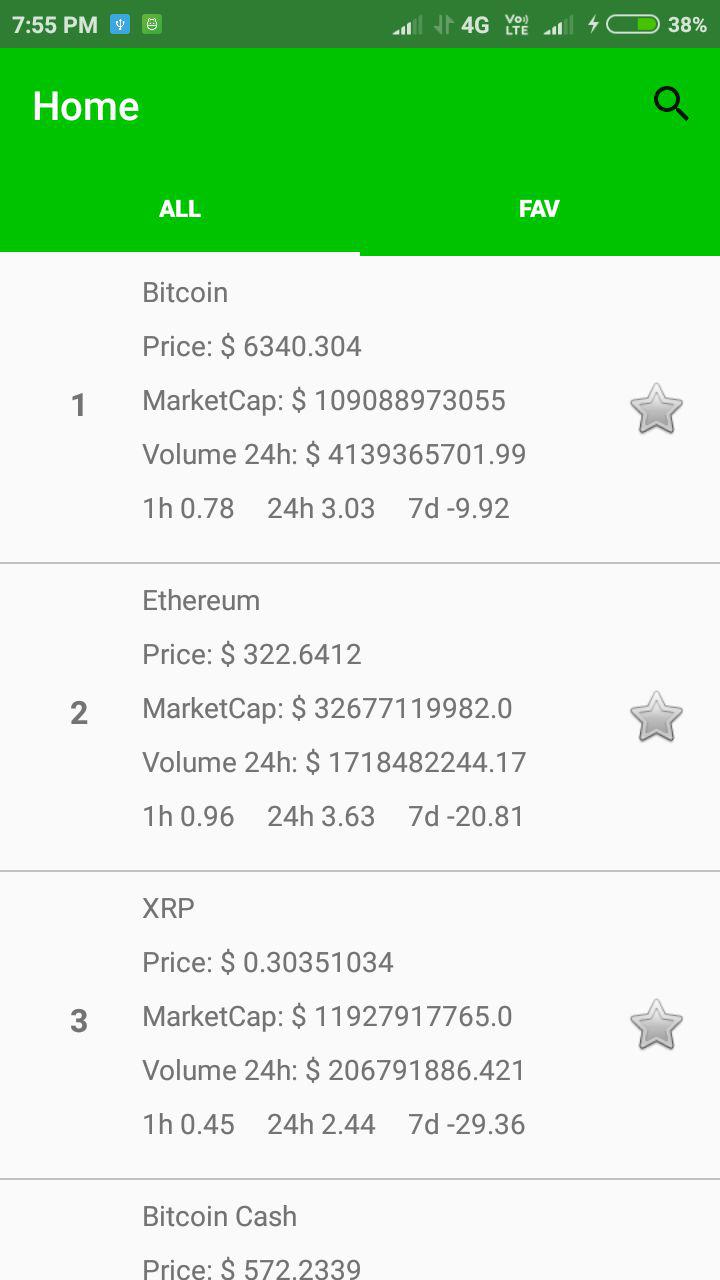 7:55 PM 4G Vo) LTE 38%
Home
ALL FAV
Bitcoin
Price: $ 6340.304
1 MarketCap: $ 109088973055
Volume 24h: $ 4139365701.99
1h 0.78 24h 3.03 7d -9.92
Ethereum
Price: $ 322.6412
2 MarketCap: $ 32677119982.0
Volume 24h: $ 1718482244.17
1h 0.96 24h 3.63 7d -20.81
XRP
Price: $ 0.30351034
3 MarketCap: $ 11927917765.0
Volume 24h: $ 206791886.421
1h 0.45 24h 2.44 7d -29.36
Bitcoin Cash
Price: $ 572.2339